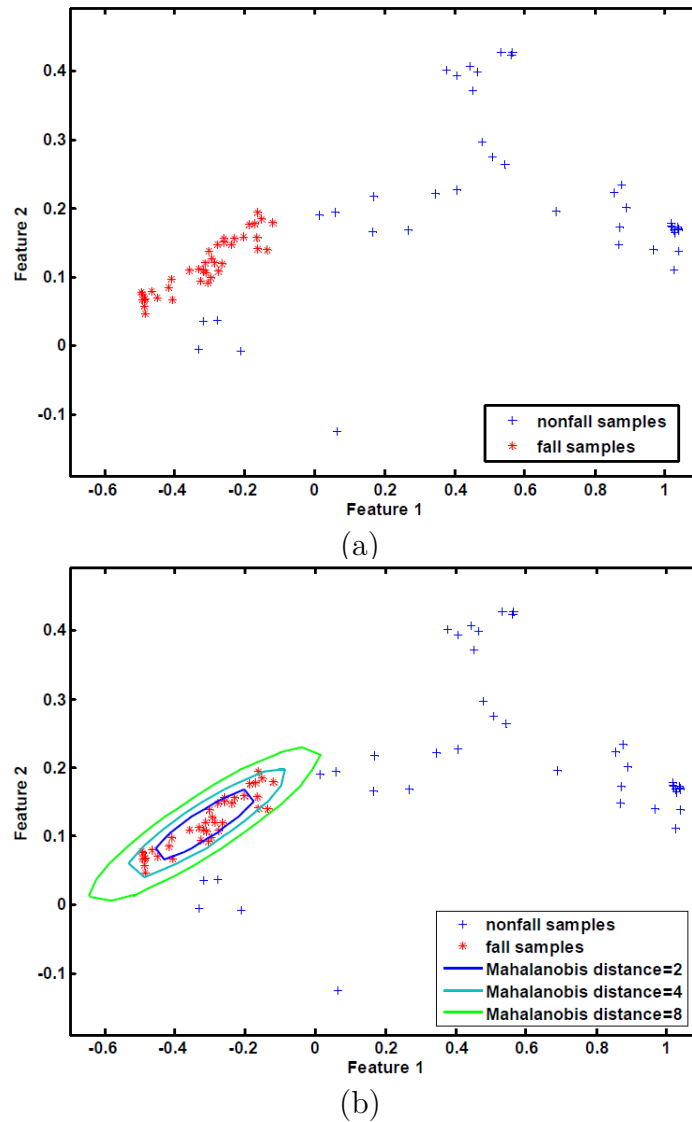 0.4
0.3
0.2
0.1
0
-0.1
Feature 2
nonfall samples
fall samples
-0.6 -0.4 -0.2 0 0.2 0.4 0.6 0.8 1
Feature 1
(a)
0.4
0.3
0.2
0.1
0
-0.1
Feature 2
nonfall samples
fall samples
Mahalanobis distance=2
Mahalanobis distance=4
Mahalanobis distance=8
-0.6 -0.4 -0.2 0 0.2 0.4 0.6 0.8 1
Feature 1
(b)